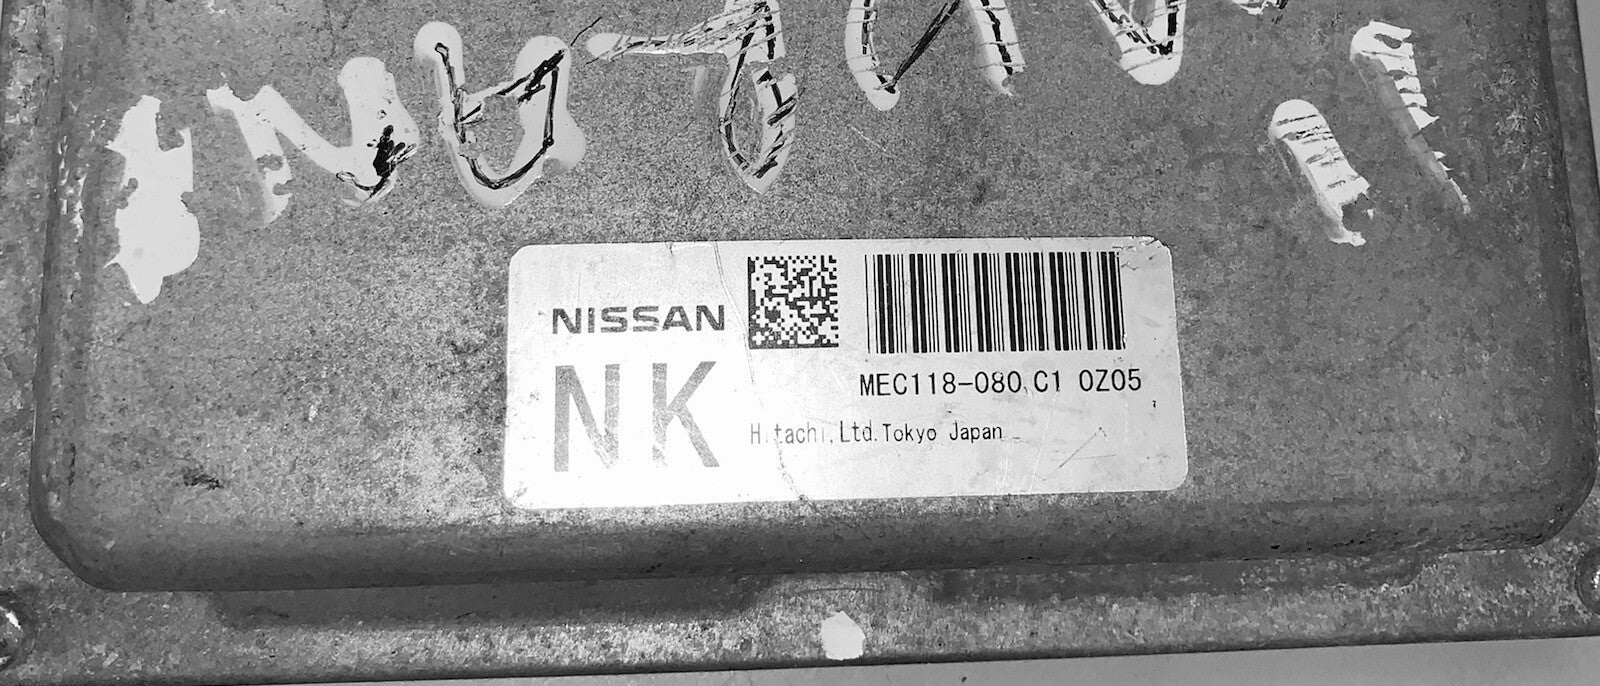 NISSAN
NK
MEC118-080 C1 0Z05
Hitachi,Ltd.Tokyo Japan